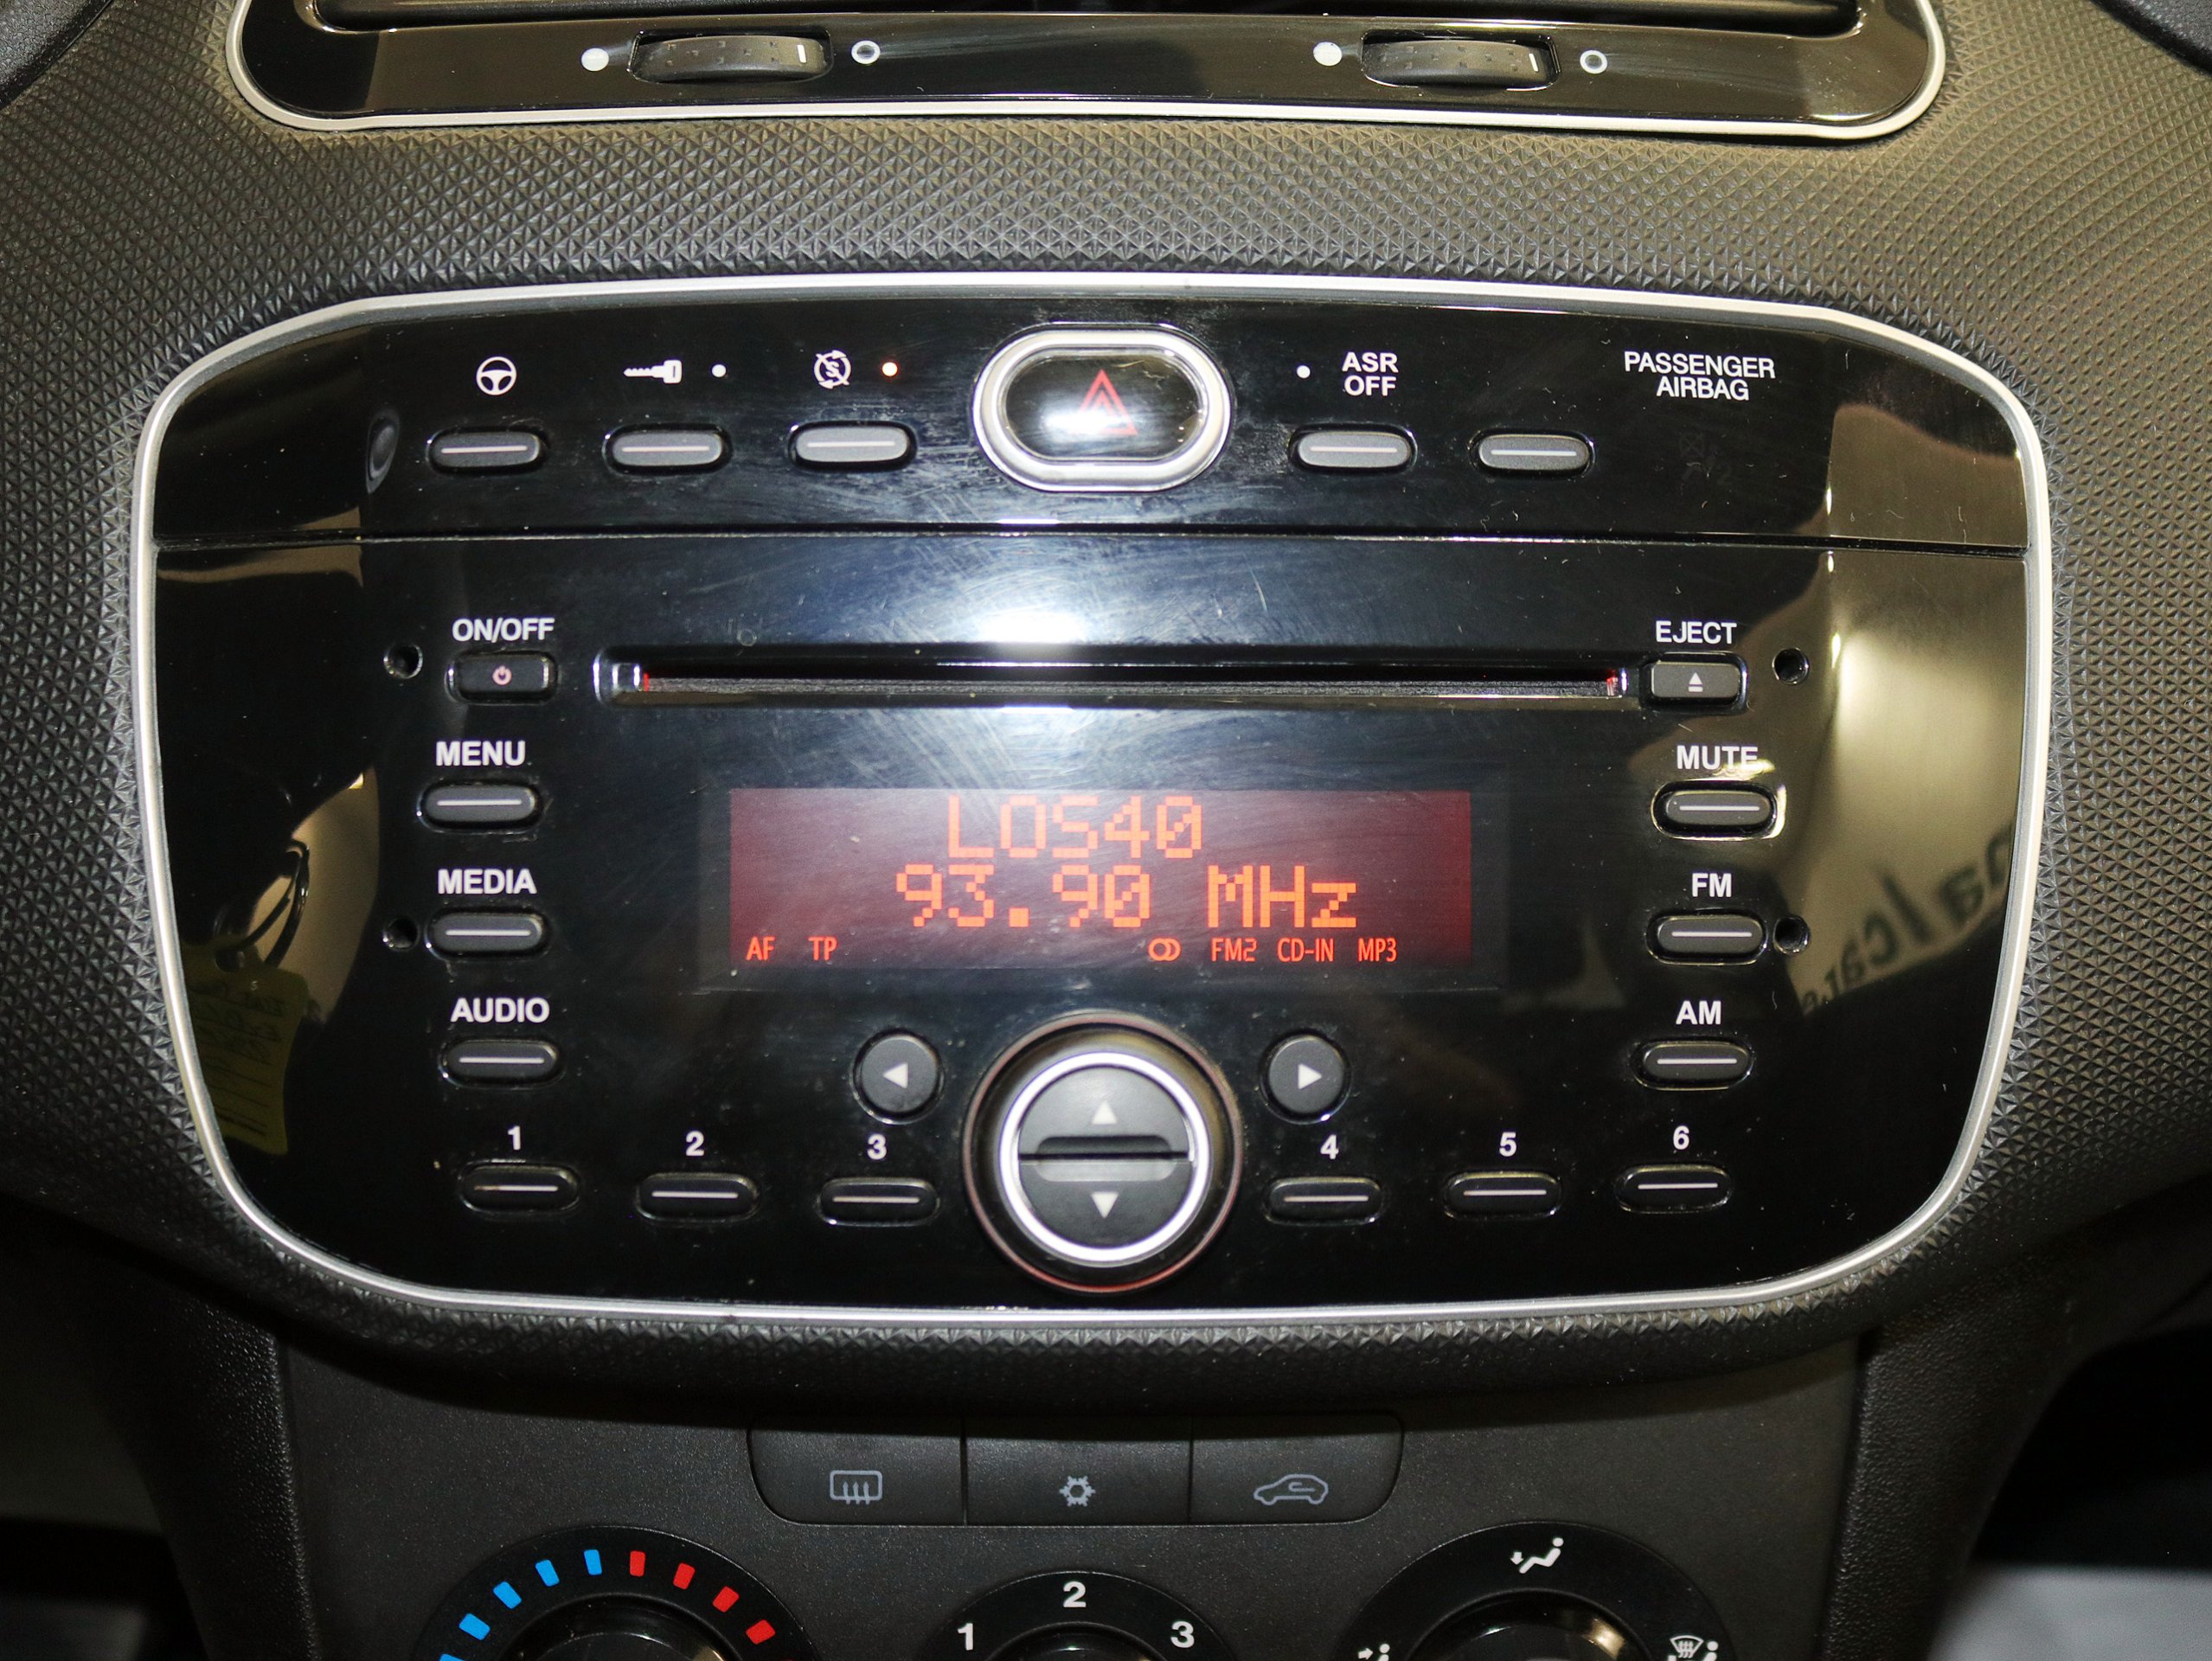 ASR
OFF
PASSENGER
AIRBAG
ON/OFF
EJECT
MENU
MUTE
LOS40
93.90 MHz
AF TP FM2 CD-IN MP3
MEDIA
FM
AUDIO
AM
1 2 3 4 5 6
2
1 3